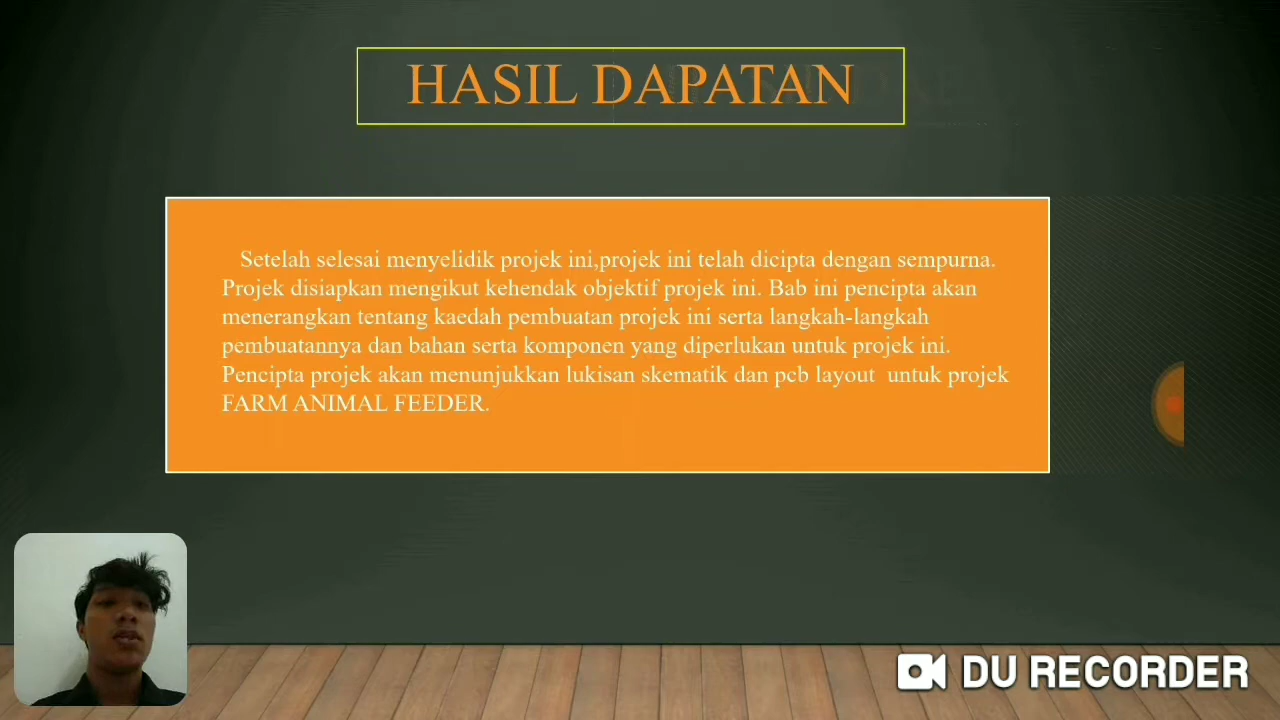 HASIL DAPATAN
Setelah selesai menyelidik projek ini,projek ini telah dicipta dengan sempurna.
Projek disiapkan mengikut kehendak objektif projek ini. Bab ini pencipta akan
menerangkan tentang kaedah pembuatan projek ini serta langkah-langkah
pembuatannya dan bahan serta komponen yang diperlukan untuk projek ini.
Pencipta projek akan menunjukkan lukisan skematik dan pcb layout untuk projek
FARM ANIMAL FEEDER.
DU RECORDER